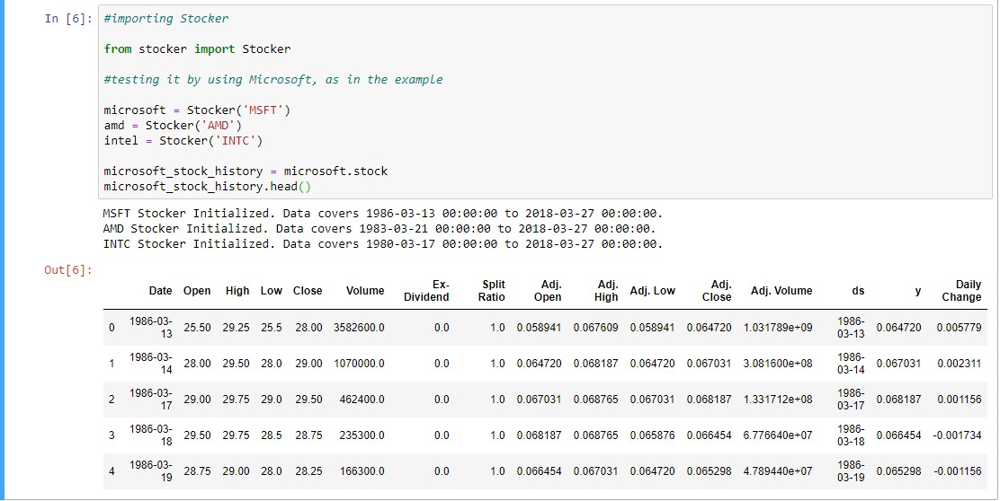 In [6]: #importing Stocker
from stocker import Stocker
#testing it by using Microsoft, as in the example
microsoft = Stocker('MSFT')
amd = Stocker('AMD')
intel = Stocker('INTC')
microsoft_stock_history = microsoft.stock
microsoft_stock_history.head()
MSFT Stocker Initialized. Data covers 1986-03-13 00:00:00 to 2018-03-27 00:00:00.
AMD Stocker Initialized. Data covers 1983-03-21 00:00:00 to 2018-03-27 00:00:00.
INTC Stocker Initialized. Data covers 1980-03-17 00:00:00 to 2018-03-27 00:00:00.
Out[6]:
Date Open High Low Close Volume Ex-Dividend Split Ratio Adj. Open Adj. High Adj. Low Adj. Close Adj. Volume ds y Daily Change
0 1986-03-13 25.50 29.25 25.5 28.00 3582600.0 0.0 1.0 0.058941 0.067609 0.058941 0.064720 1.031789e+09 1986-03-13 0.064720 0.005779
1 1986-03-14 28.00 29.50 28.0 29.00 1070000.0 0.0 1.0 0.064720 0.068187 0.064720 0.067031 3.081600e+08 1986-03-14 0.067031 0.002311
2 1986-03-17 29.00 29.75 29.0 29.50 462400.0 0.0 1.0 0.067031 0.068765 0.067031 0.068187 1.331712e+08 1986-03-17 0.068187 0.001156
3 1986-03-18 29.50 29.75 28.5 28.75 235300.0 0.0 1.0 0.068187 0.068765 0.065876 0.066454 6.776640e+07 1986-03-18 0.066454 -0.001734
4 1986-03-19 28.75 29.00 28.0 28.25 166300.0 0.0 1.0 0.066454 0.067031 0.064720 0.065298 4.789440e+07 1986-03-19 0.065298 -0.001156